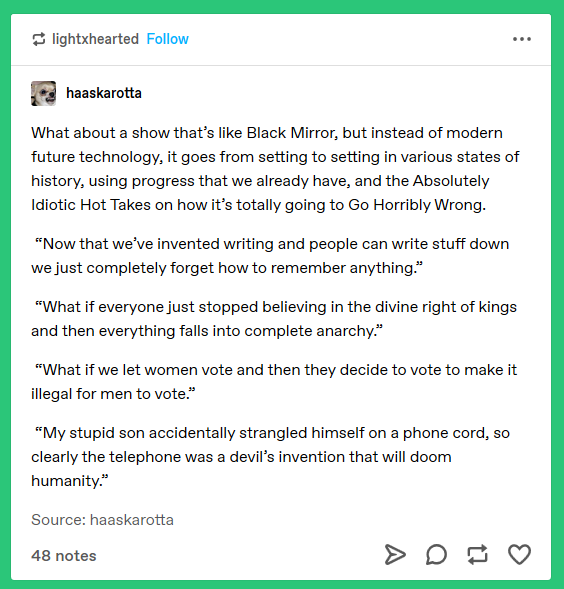 lightxhearted Follow
haaskarotta
What about a show that’s like Black Mirror, but instead of modern
future technology, it goes from setting to setting in various states of
history, using progress that we already have, and the Absolutely
Idiotic Hot Takes on how it’s totally going to Go Horribly Wrong.
“Now that we’ve invented writing and people can write stuff down
we just completely forget how to remember anything.”
“What if everyone just stopped believing in the divine right of kings
and then everything falls into complete anarchy.”
“What if we let women vote and then they decide to vote to make it
illegal for men to vote.”
“My stupid son accidentally strangled himself on a phone cord, so
clearly the telephone was a devil’s invention that will doom
humanity.”
Source: haaskarotta
48 notes